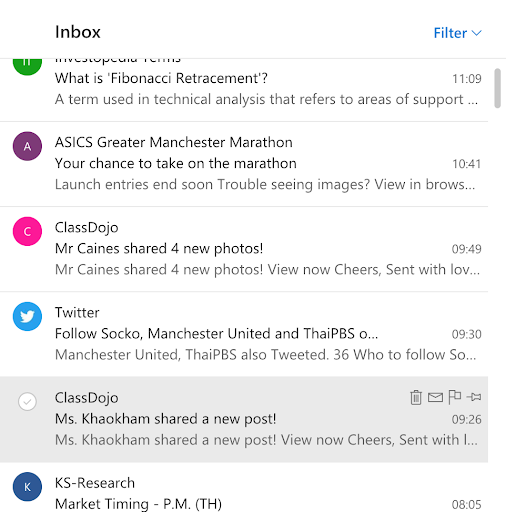 Inbox
Filter
Investopedia Terms
What is 'Fibonacci Retracement'?
11:09
A term used in technical analysis that refers to areas of support ...
A
ASICS Greater Manchester Marathon
Your chance to take on the marathon
10:41
Launch entries end soon Trouble seeing images? View in brows...
C
ClassDojo
Mr Caines shared 4 new photos!
09:49
Mr Caines shared 4 new photos! View now Cheers, Sent with lov...
Twitter
Follow Socko, Manchester United and ThaiPBS o...
09:30
Manchester United, ThaiPBS also Tweeted. 36 Who to follow So...
ClassDojo
Ms. Khaokham shared a new post!
09:26
Ms. Khaokham shared a new post! View now Cheers, Sent with l...
K
KS-Research
Market Timing - P.M. (TH)
08:05